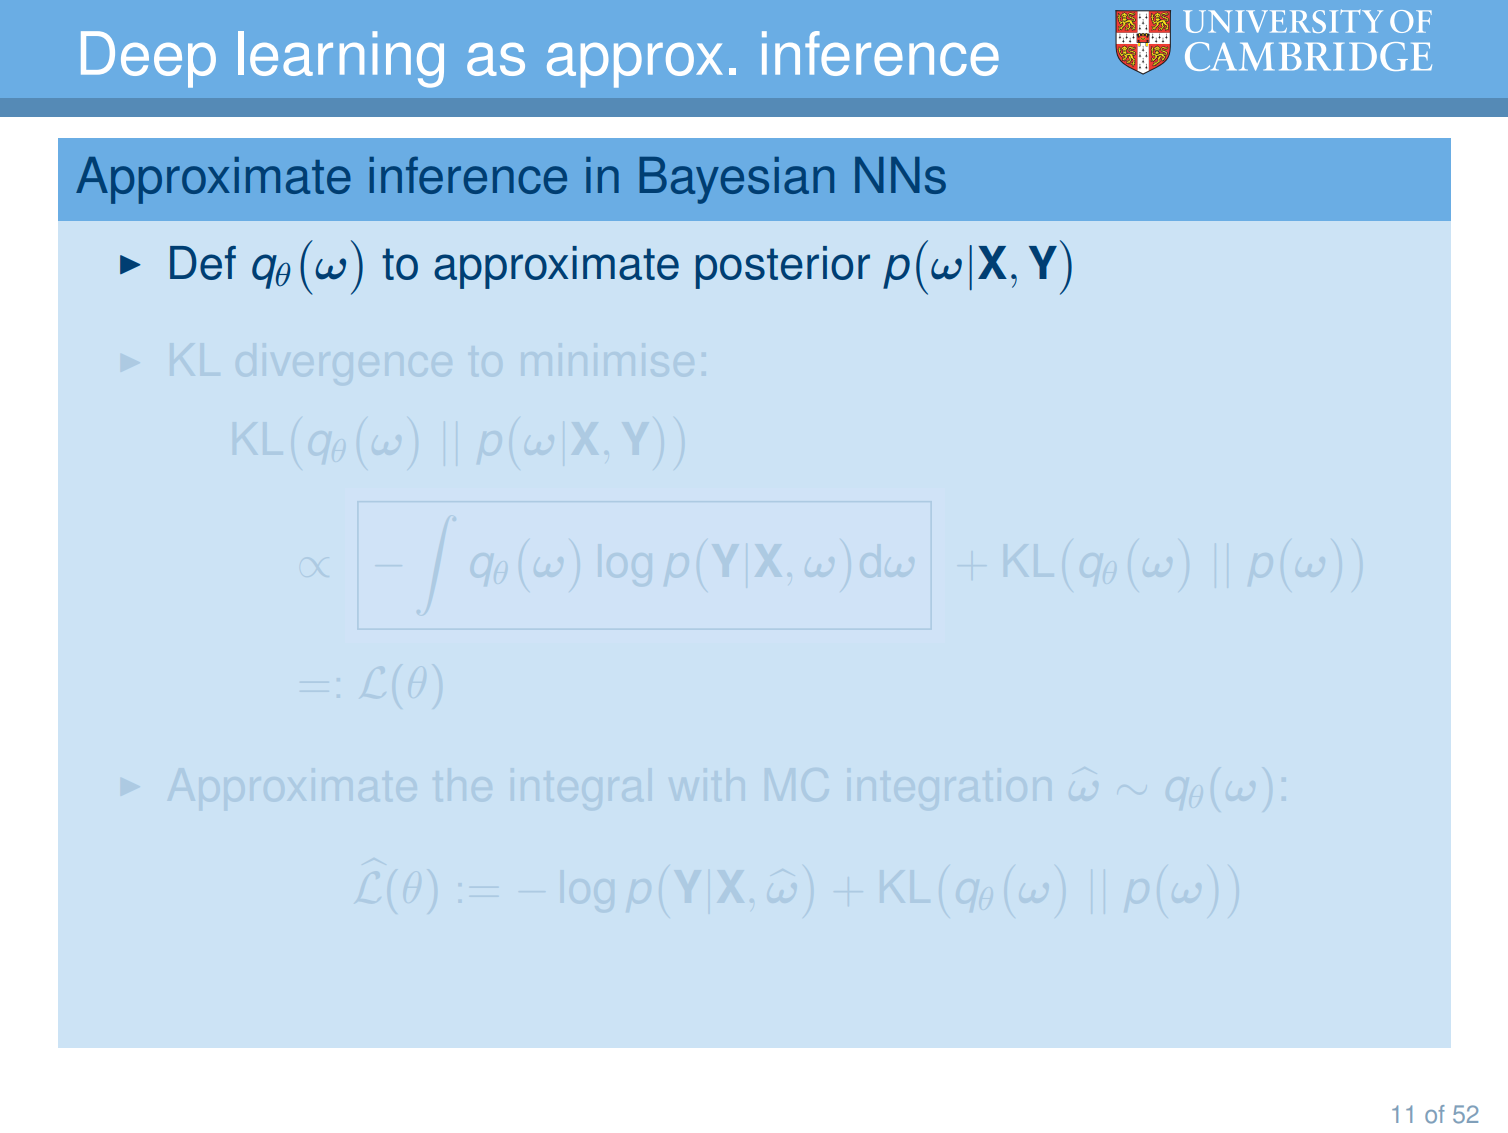 Deep learning as approx. inference
UNIVERSITY OF
CAMBRIDGE
Approximate inference in Bayesian NNs
▶ Def qθ(ω) to approximate posterior p(ω|X, Y)
▶ KL divergence to minimise:
KL(qθ(ω) || p(ω|X, Y))
∝ − ∫ qθ(ω) log p(Y|X, ω)dω + KL(qθ(ω) || p(ω))
=: ℒ(θ)
▶ Approximate the integral with MC integration ω̂ ∼ qθ(ω):
ℒ̂(θ) := − log p(Y|X, ω̂) + KL(qθ(ω) || p(ω))
11 of 52